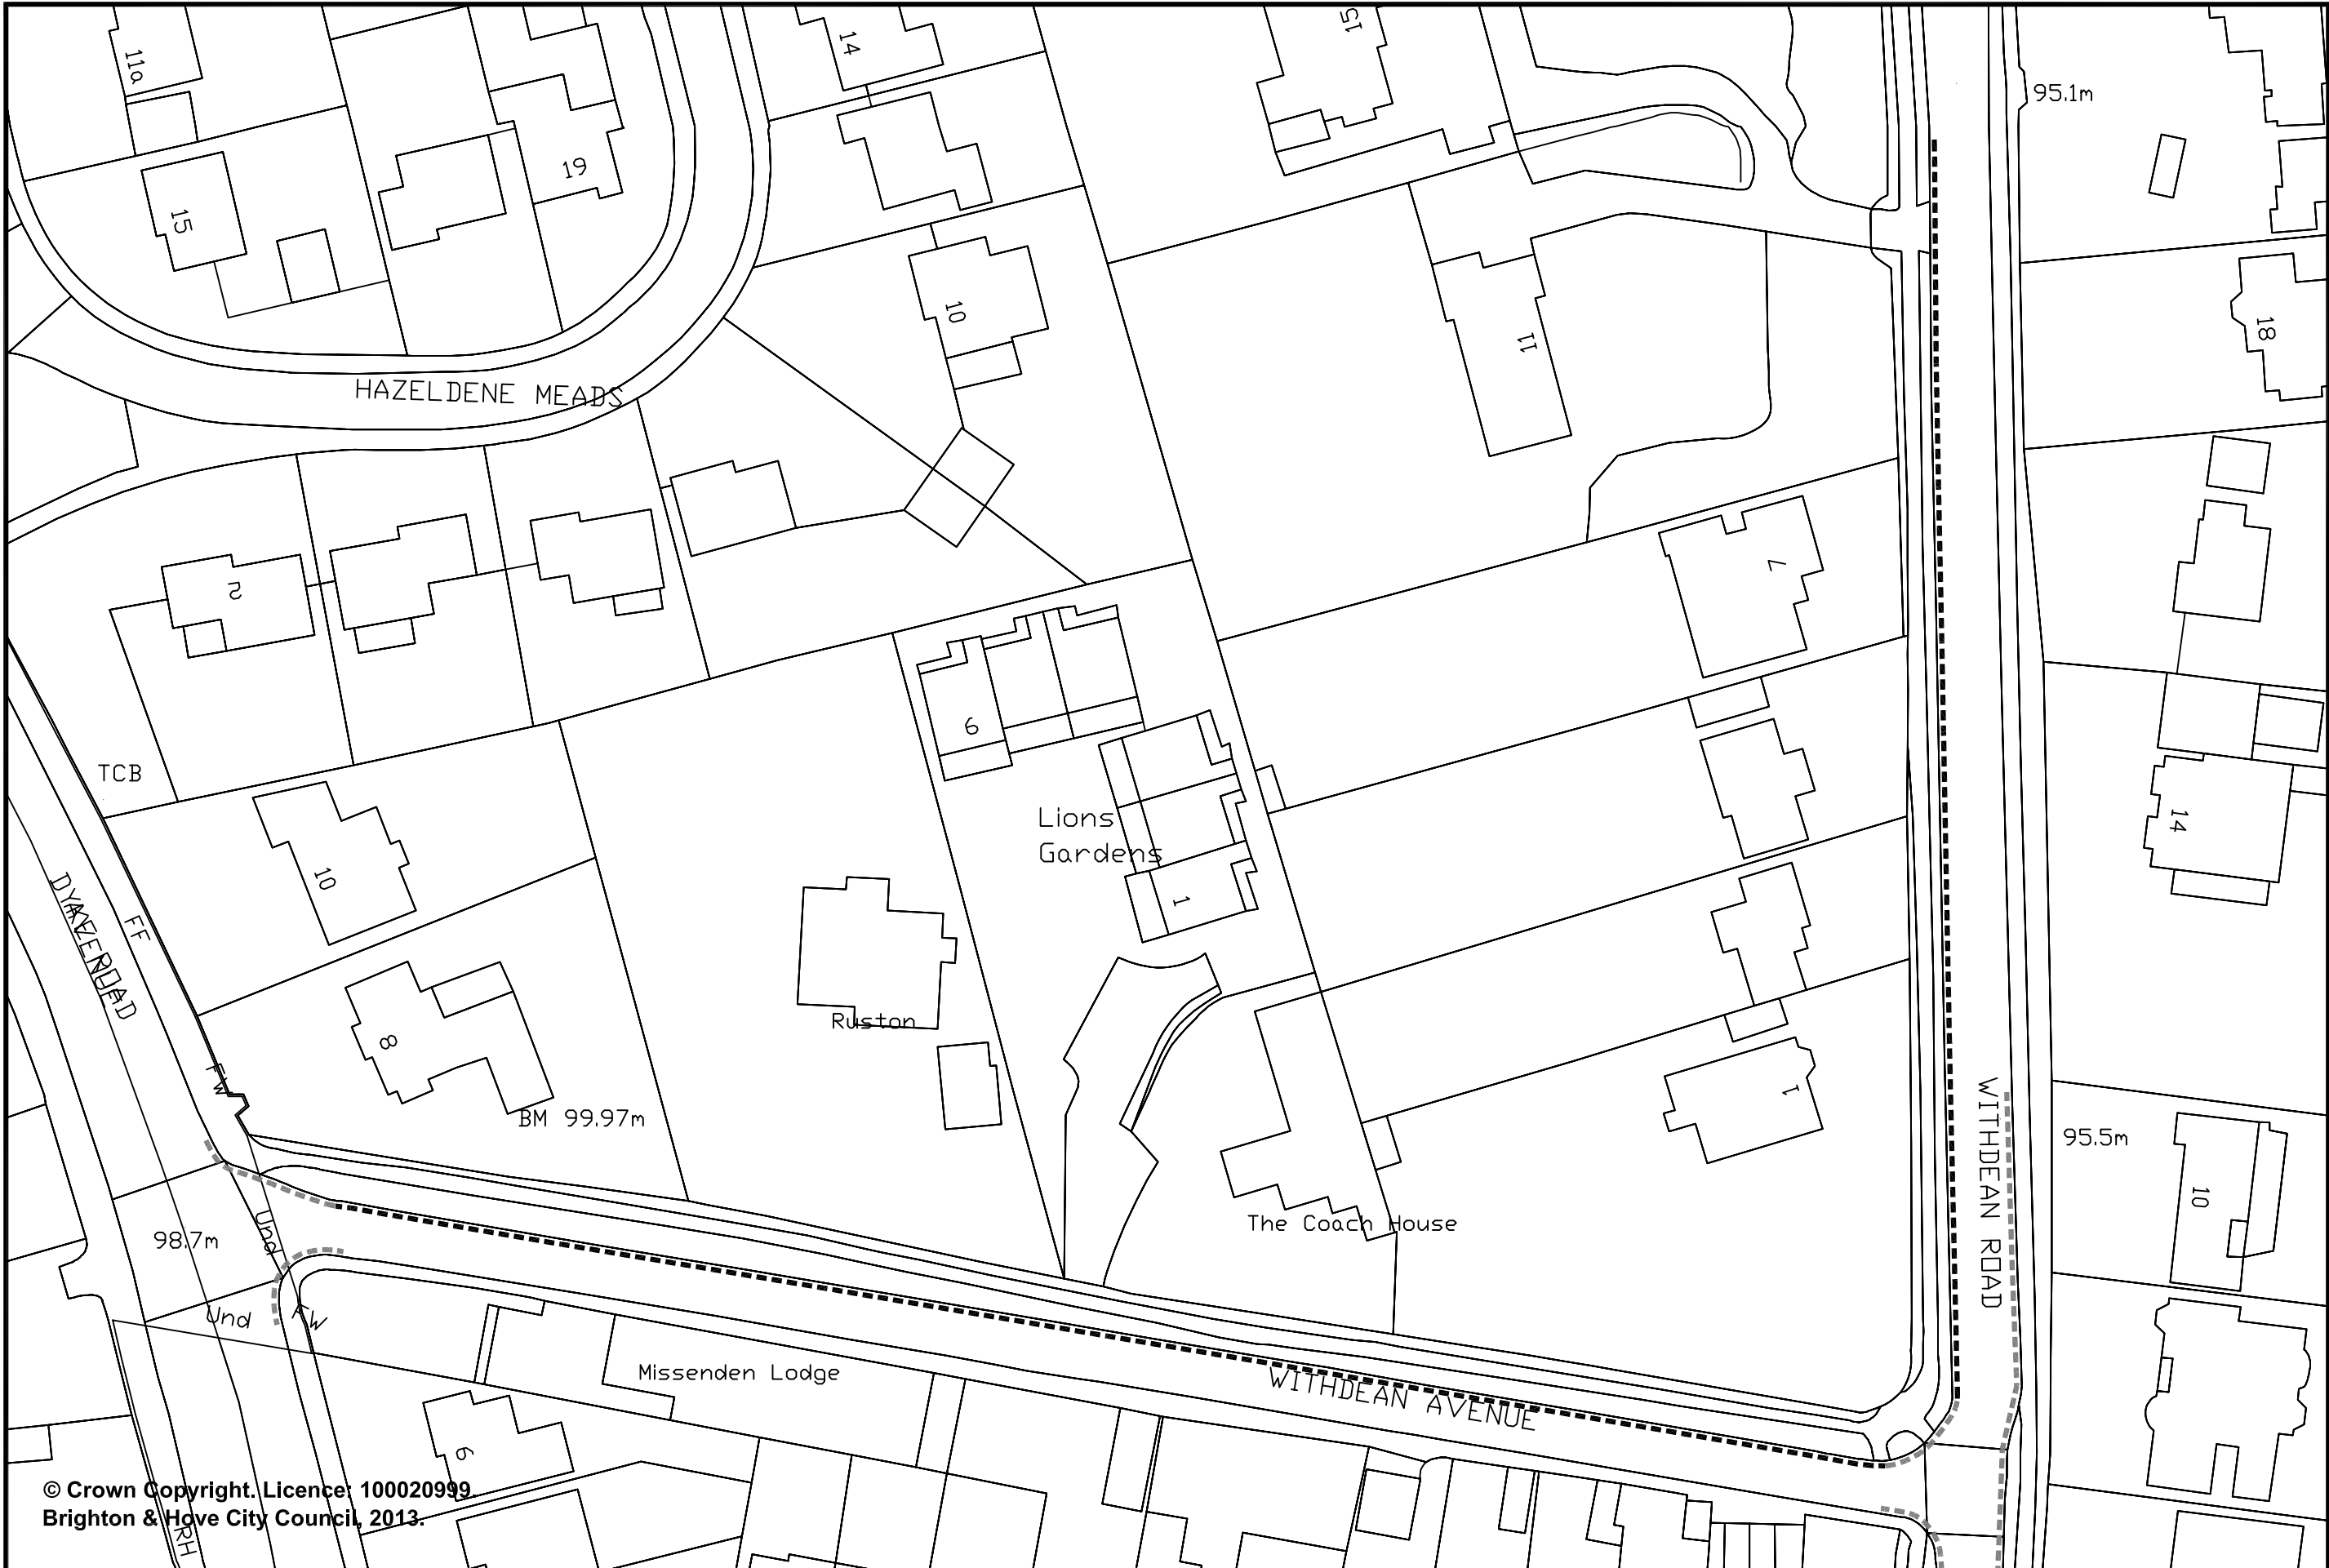 11a
14
15
95.1m
19
15
10
18
11
HAZELDENE MEADS
2
7
6
TCB
Lions
Gardens
14
10
1
FF
DYKE ROAD
Ruston
8
FW
1
WITHDEAN ROAD
BM 99.97m
95.5m
10
Und
98.7m
The Coach House
Und
FW
Missenden Lodge
WITHDEAN AVENUE
6
© Crown Copyright. Licence: 100020999.
Brighton & Hove City Council, 2013.
RH